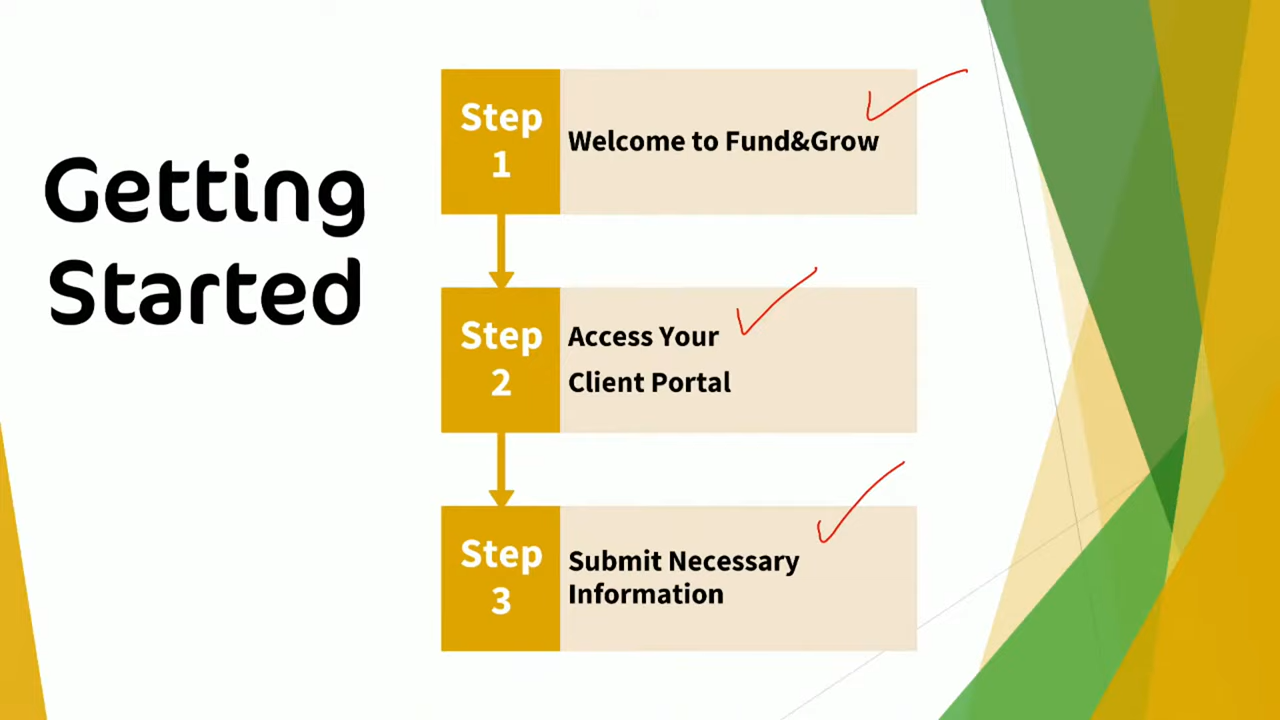 Getting
Started
Step
1
Welcome to Fund&Grow
Step
2
Access Your
Client Portal
Step
3
Submit Necessary
Information